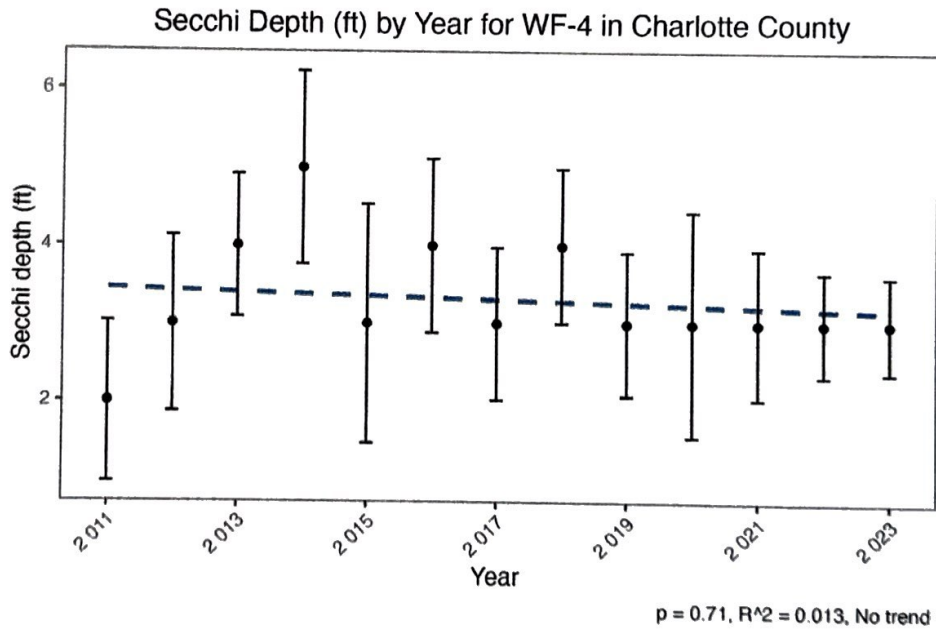 Secchi Depth (ft) by Year for WF-4 in Charlotte County
Secchi depth (ft)
6
4
2
2011
2013
2015
2017
2019
2021
2023
Year
p = 0.71, R^2 = 0.013, No trend